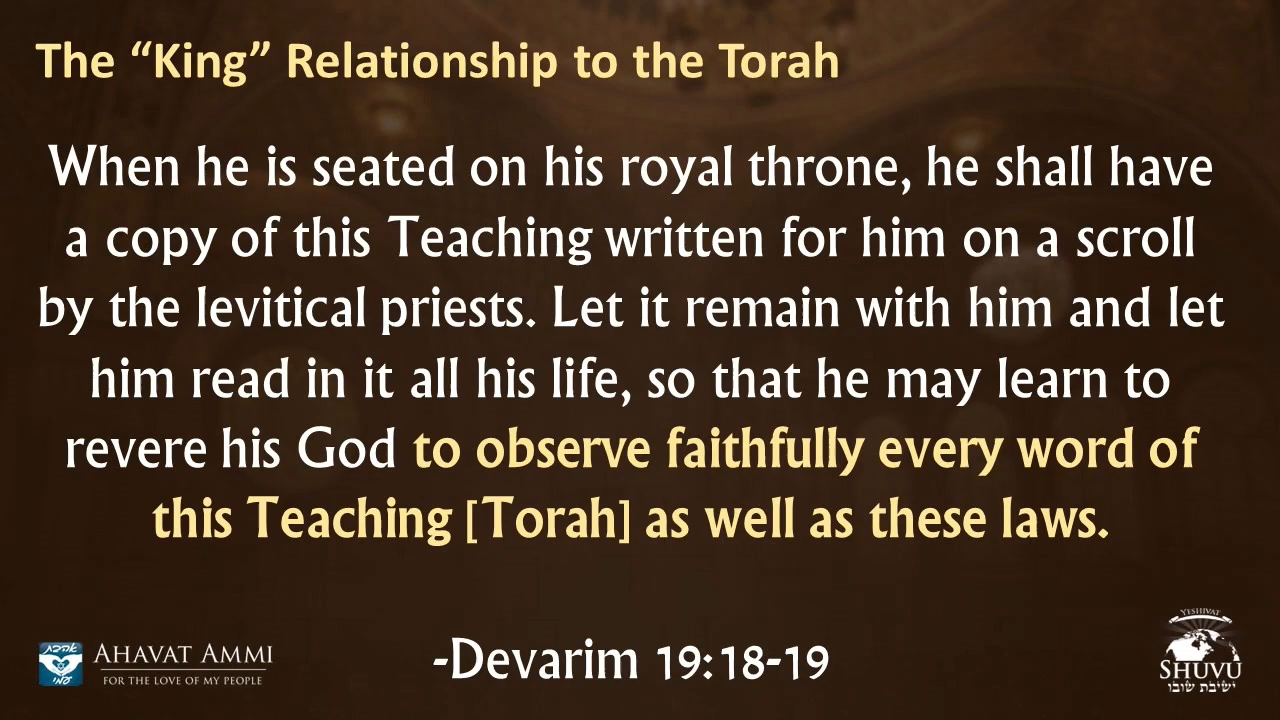 The “King” Relationship to the Torah
When he is seated on his royal throne, he shall have
a copy of this Teaching written for him on a scroll
by the levitical priests. Let it remain with him and let
him read in it all his life, so that he may learn to
revere his God to observe faithfully every word of
this Teaching [Torah] as well as these laws.
-Devarim 19:18-19
אהבת
עמי
AHAVAT AMMI
FOR THE LOVE OF MY PEOPLE
YESHIVAT
SHUVU
ישיבת שובו